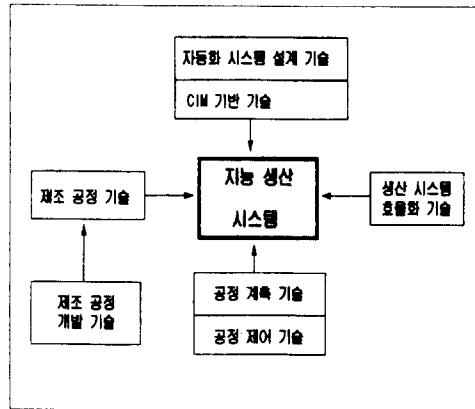 자동화 시스템 설계 기술
CIM 기반 기술
지능 생산
시스템
제조 공정 기술
생산 시스템
효율화 기술
제조 공정
개발 기술
공정 계측 기술
공정 제어 기술